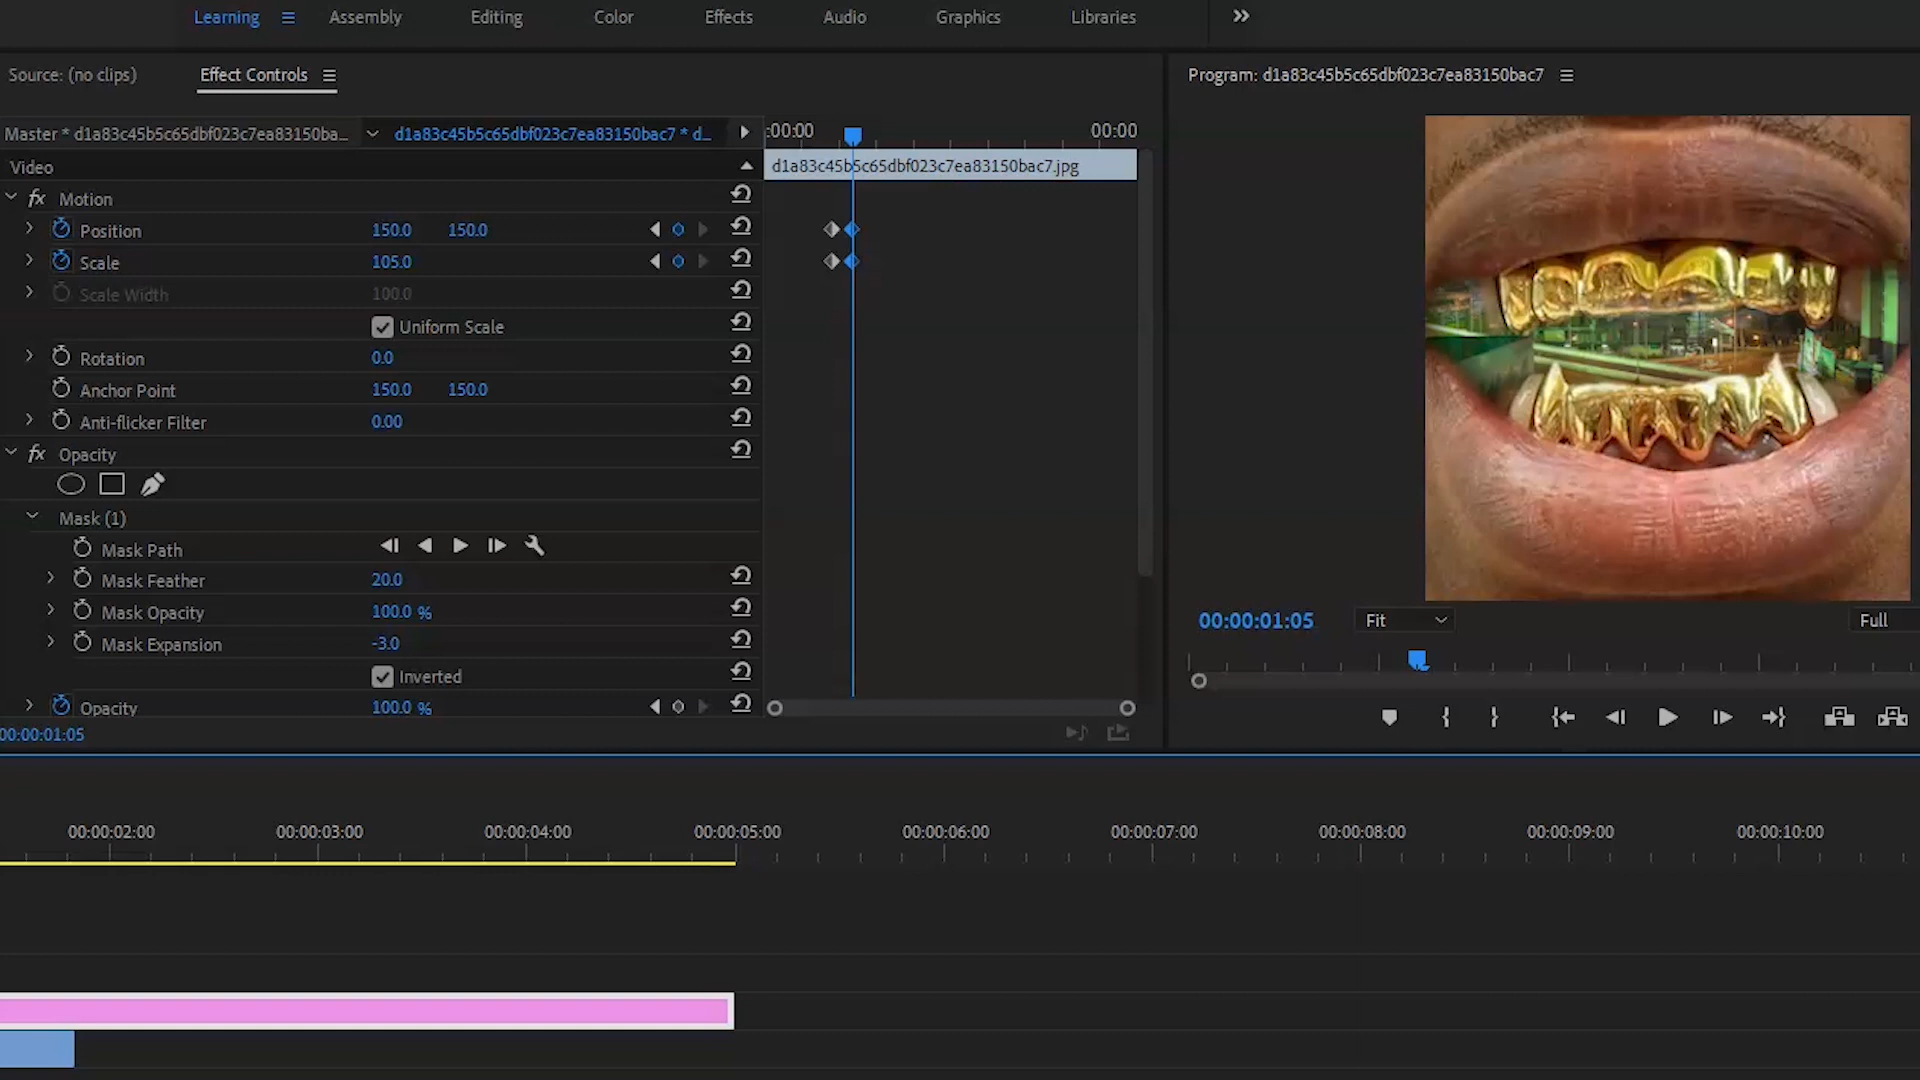 Learning Assembly Editing Color Effects Audio Graphics Libraries
Source: (no clips) Effect Controls
Program: d1a83c45b5c65dbf023c7ea83150bac7
Master * d1a83c45b5c65dbf023c7ea83150ba... d1a83c45b5c65dbf023c7ea83150bac7 * d...
:00:00 00:00
Video
d1a83c45b5c65dbf023c7ea83150bac7.jpg
fx Motion
Position 150.0 150.0
Scale 105.0
Scale Width 100.0
Uniform Scale
Rotation 0.0
Anchor Point 150.0 150.0
Anti-flicker Filter 0.00
fx Opacity
Mask (1)
Mask Path
Mask Feather 20.0
Mask Opacity 100.0 %
Mask Expansion -3.0
Inverted
Opacity 100.0 %
00:00:01:05
00:00:01:05 Fit Full
00:00:02:00 00:00:03:00 00:00:04:00 00:00:05:00 00:00:06:00 00:00:07:00 00:00:08:00 00:00:09:00 00:00:10:00